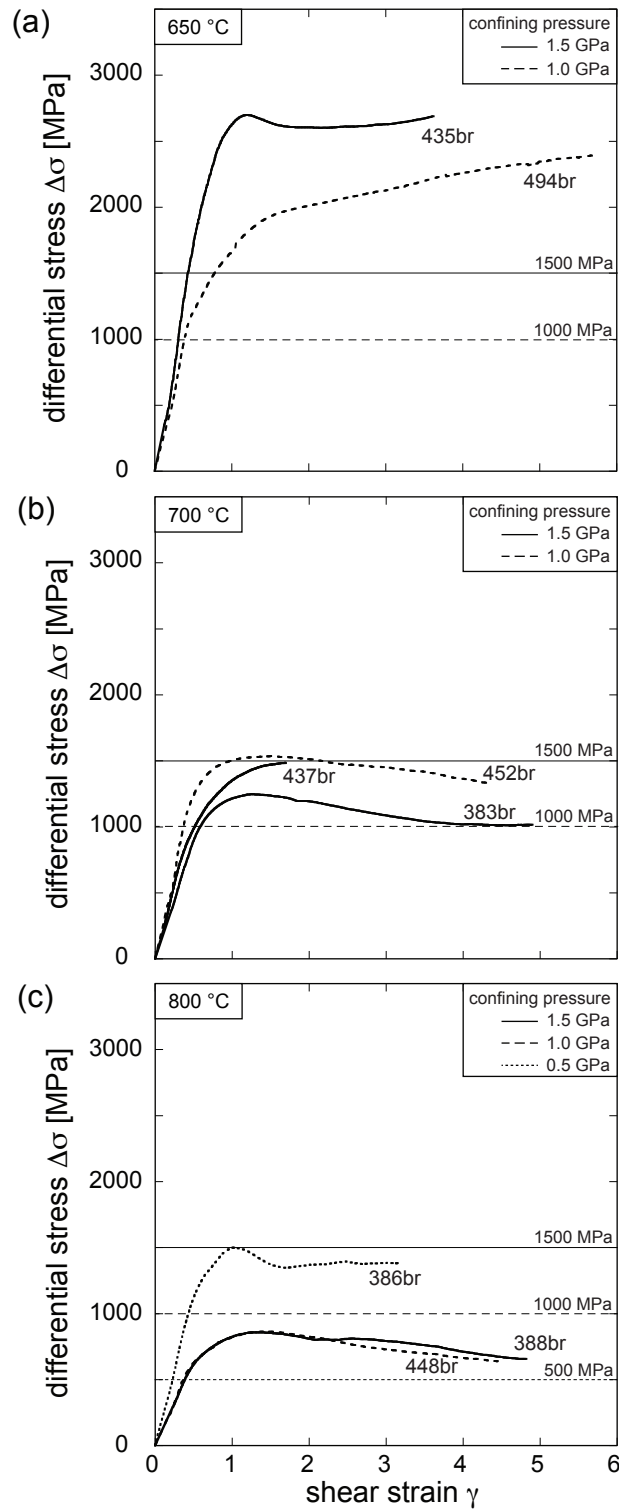 (a)
650 °C
confining pressure
1.5 GPa
1.0 GPa
differential stress Δσ [MPa]
3000
2000
1000
0
435br
494br
1500 MPa
1000 MPa
(b)
700 °C
confining pressure
1.5 GPa
1.0 GPa
differential stress Δσ [MPa]
3000
2000
1000
0
1500 MPa
437br
452br
383br
1000 MPa
(c)
800 °C
confining pressure
1.5 GPa
1.0 GPa
0.5 GPa
differential stress Δσ [MPa]
3000
2000
1000
0
1500 MPa
386br
1000 MPa
388br
448br
500 MPa
0 1 2 3 4 5 6
shear strain γ